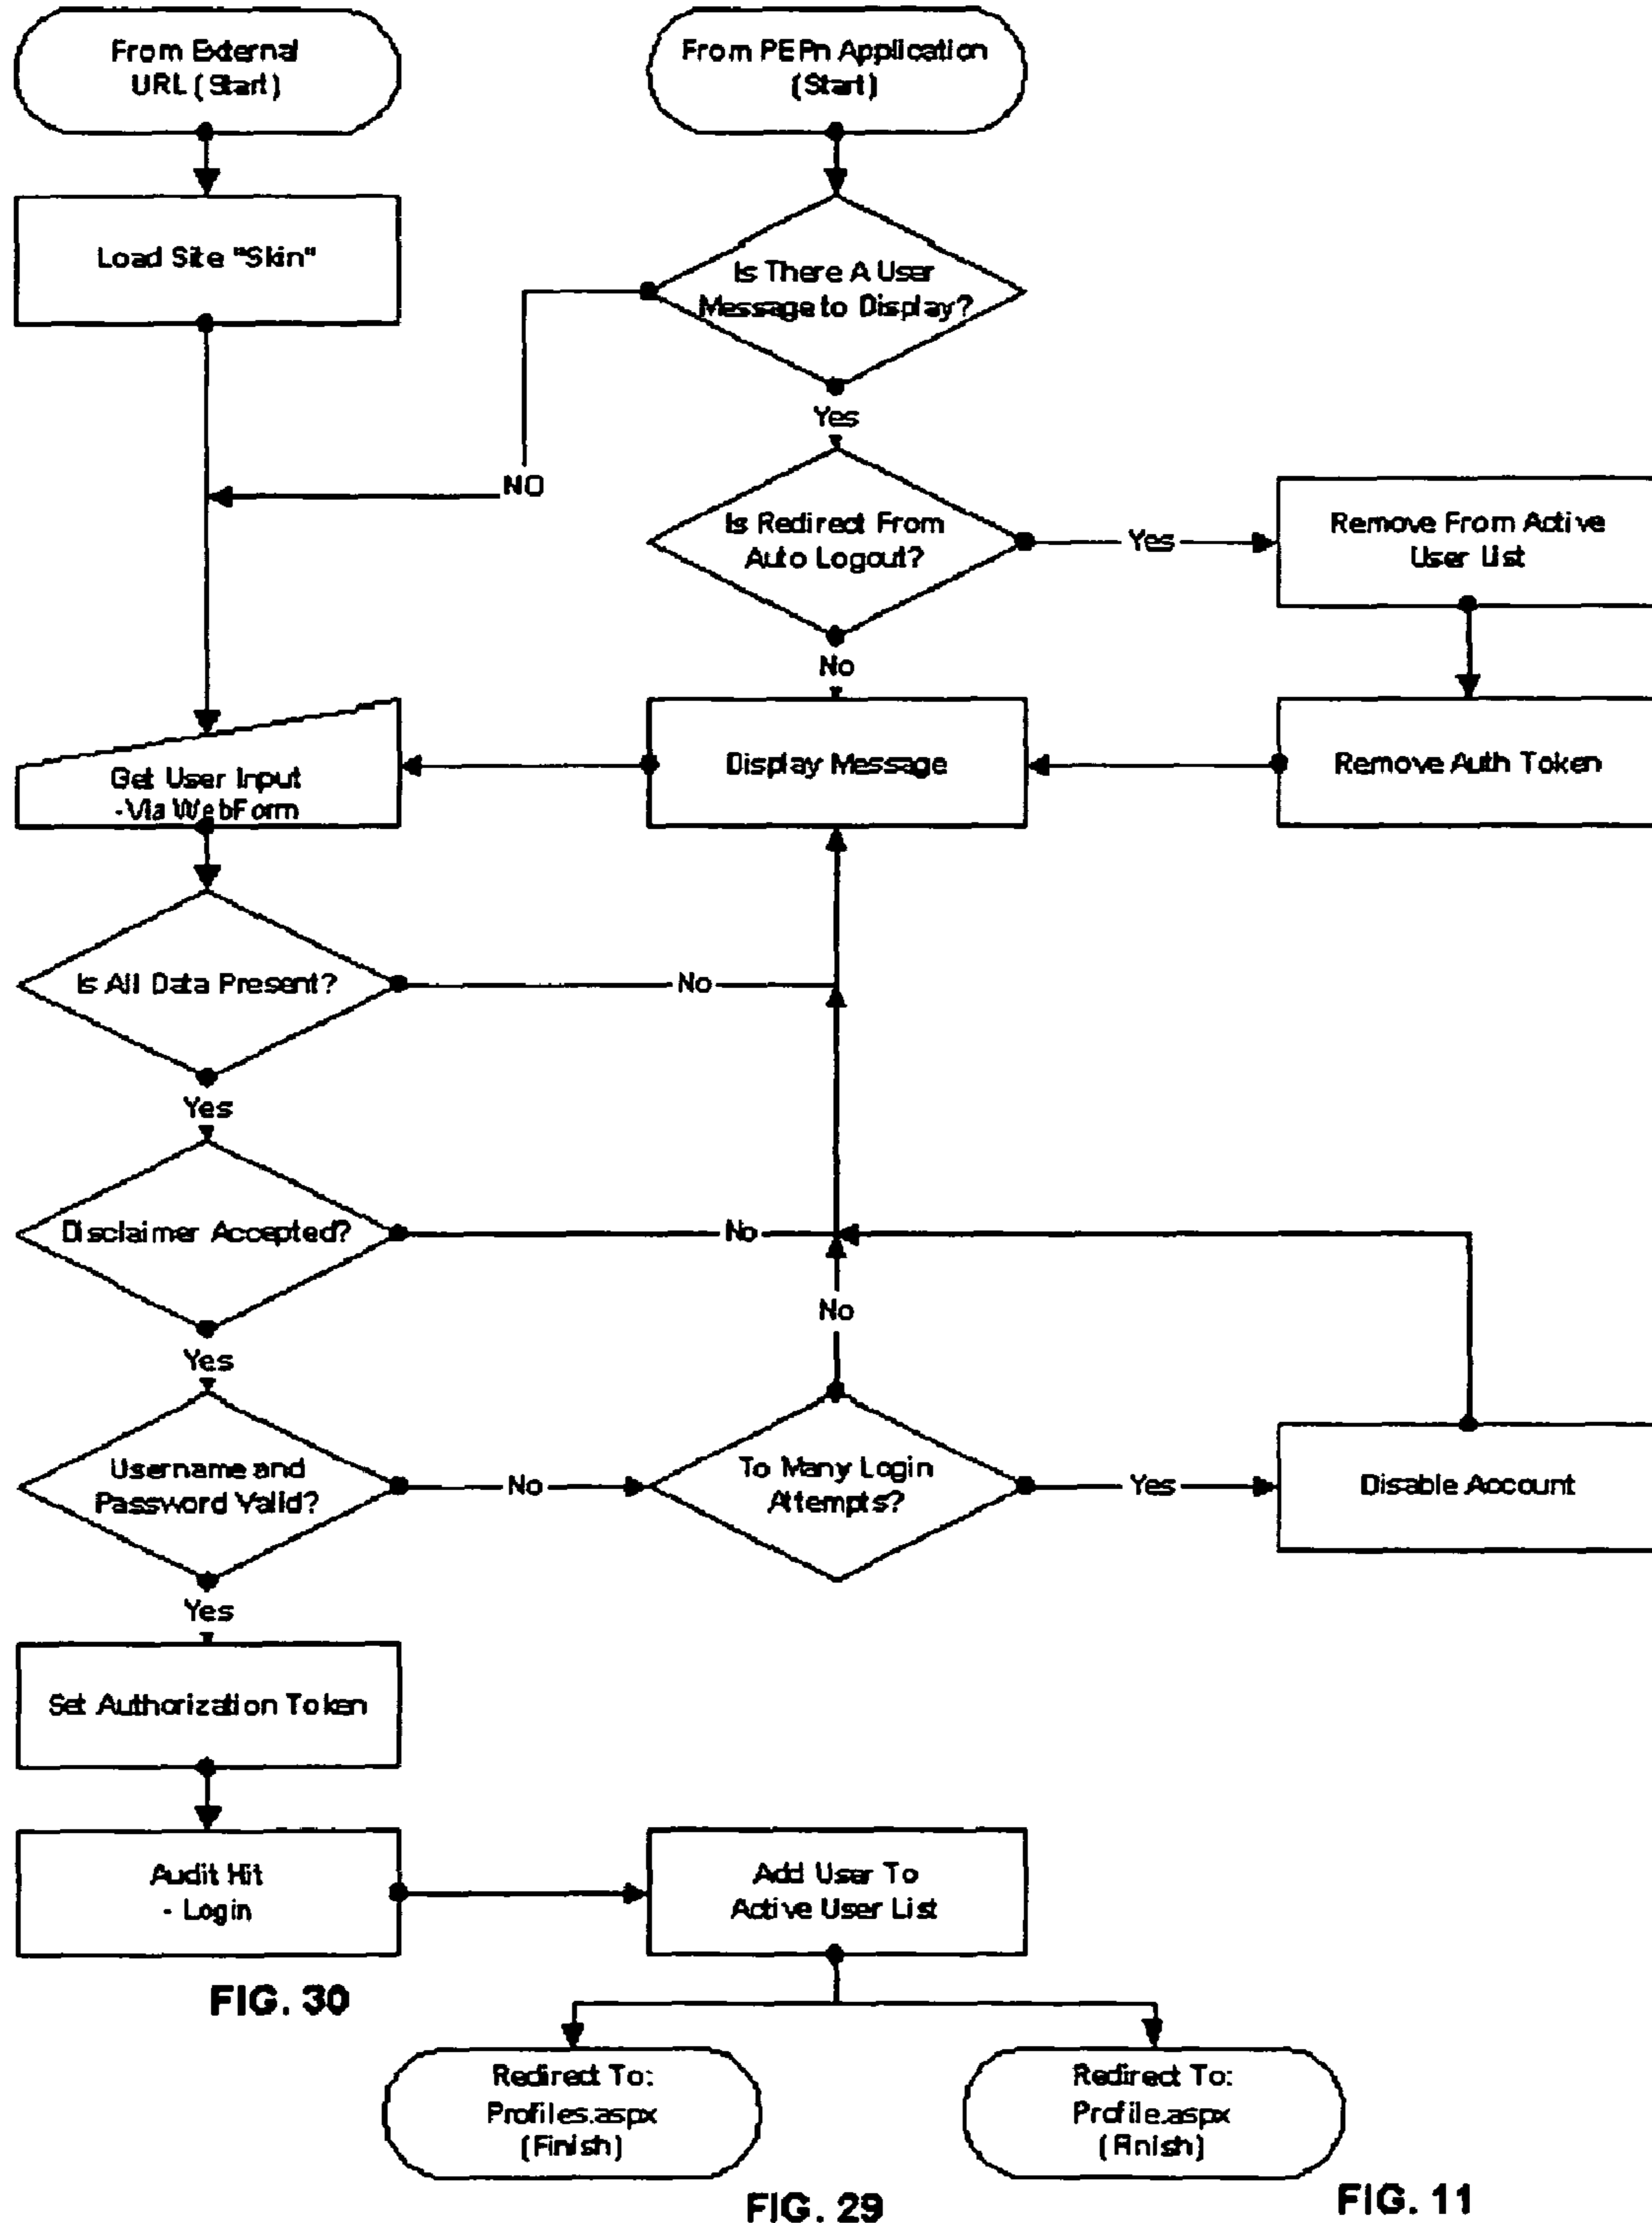 From External
URL (Start)
From PEPn Application
(Start)
Load Site "Skin"
Is There A User
Message to Display?
Yes
NO
Is Redirect From
Auto Logout?
Yes
Remove From Active
User List
No
Get User Input
-Via WebForm
Display Message
Remove Auth Token
Is All Data Present?
No
Yes
Disclaimer Accepted?
No
No
Yes
Username and
Password Valid?
No
To Many Login
Attempts?
Yes
Disable Account
Yes
Set Authorization Token
Audit Hit
- Login
Add User To
Active User List
FIG. 30
Redirect To:
Profiles.aspx
(Finish)
Redirect To:
Profile.aspx
(Finish)
FIG. 29
FIG. 11